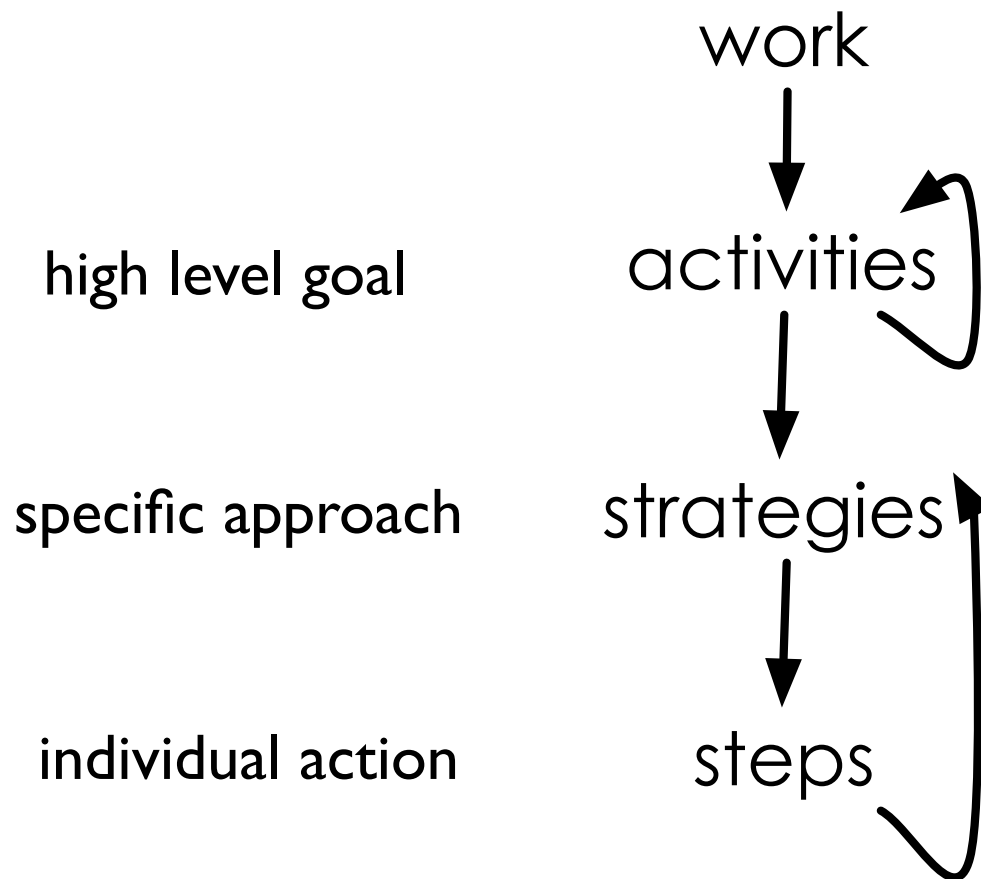 work
high level goal
activities
specific approach
strategies
individual action
steps